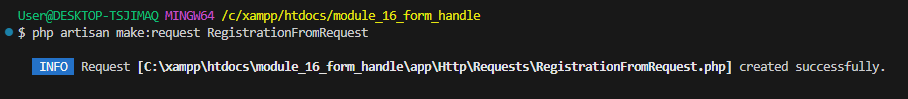 User@DESKTOP-TSJIMAQ MINGW64 /c/xampp/htdocs/module_16_form_handle
$ php artisan make:request RegistrationFromRequest
INFO Request [C:\xampp\htdocs\module_16_form_handle\app\Http\Requests\RegistrationFromRequest.php] created successfully.